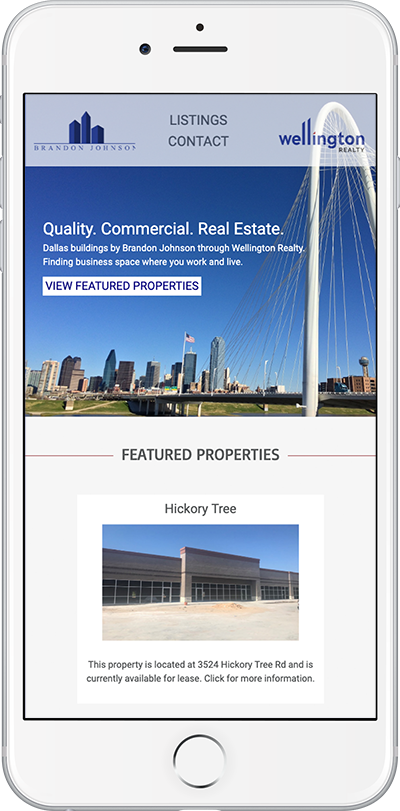 BRANDON JOHNSON
LISTINGS
CONTACT
wellington
REALTY
Quality. Commercial. Real Estate.
Dallas buildings by Brandon Johnson through Wellington Realty.
Finding business space where you work and live.
VIEW FEATURED PROPERTIES
FEATURED PROPERTIES
Hickory Tree
This property is located at 3524 Hickory Tree Rd and is
currently available for lease. Click for more information.